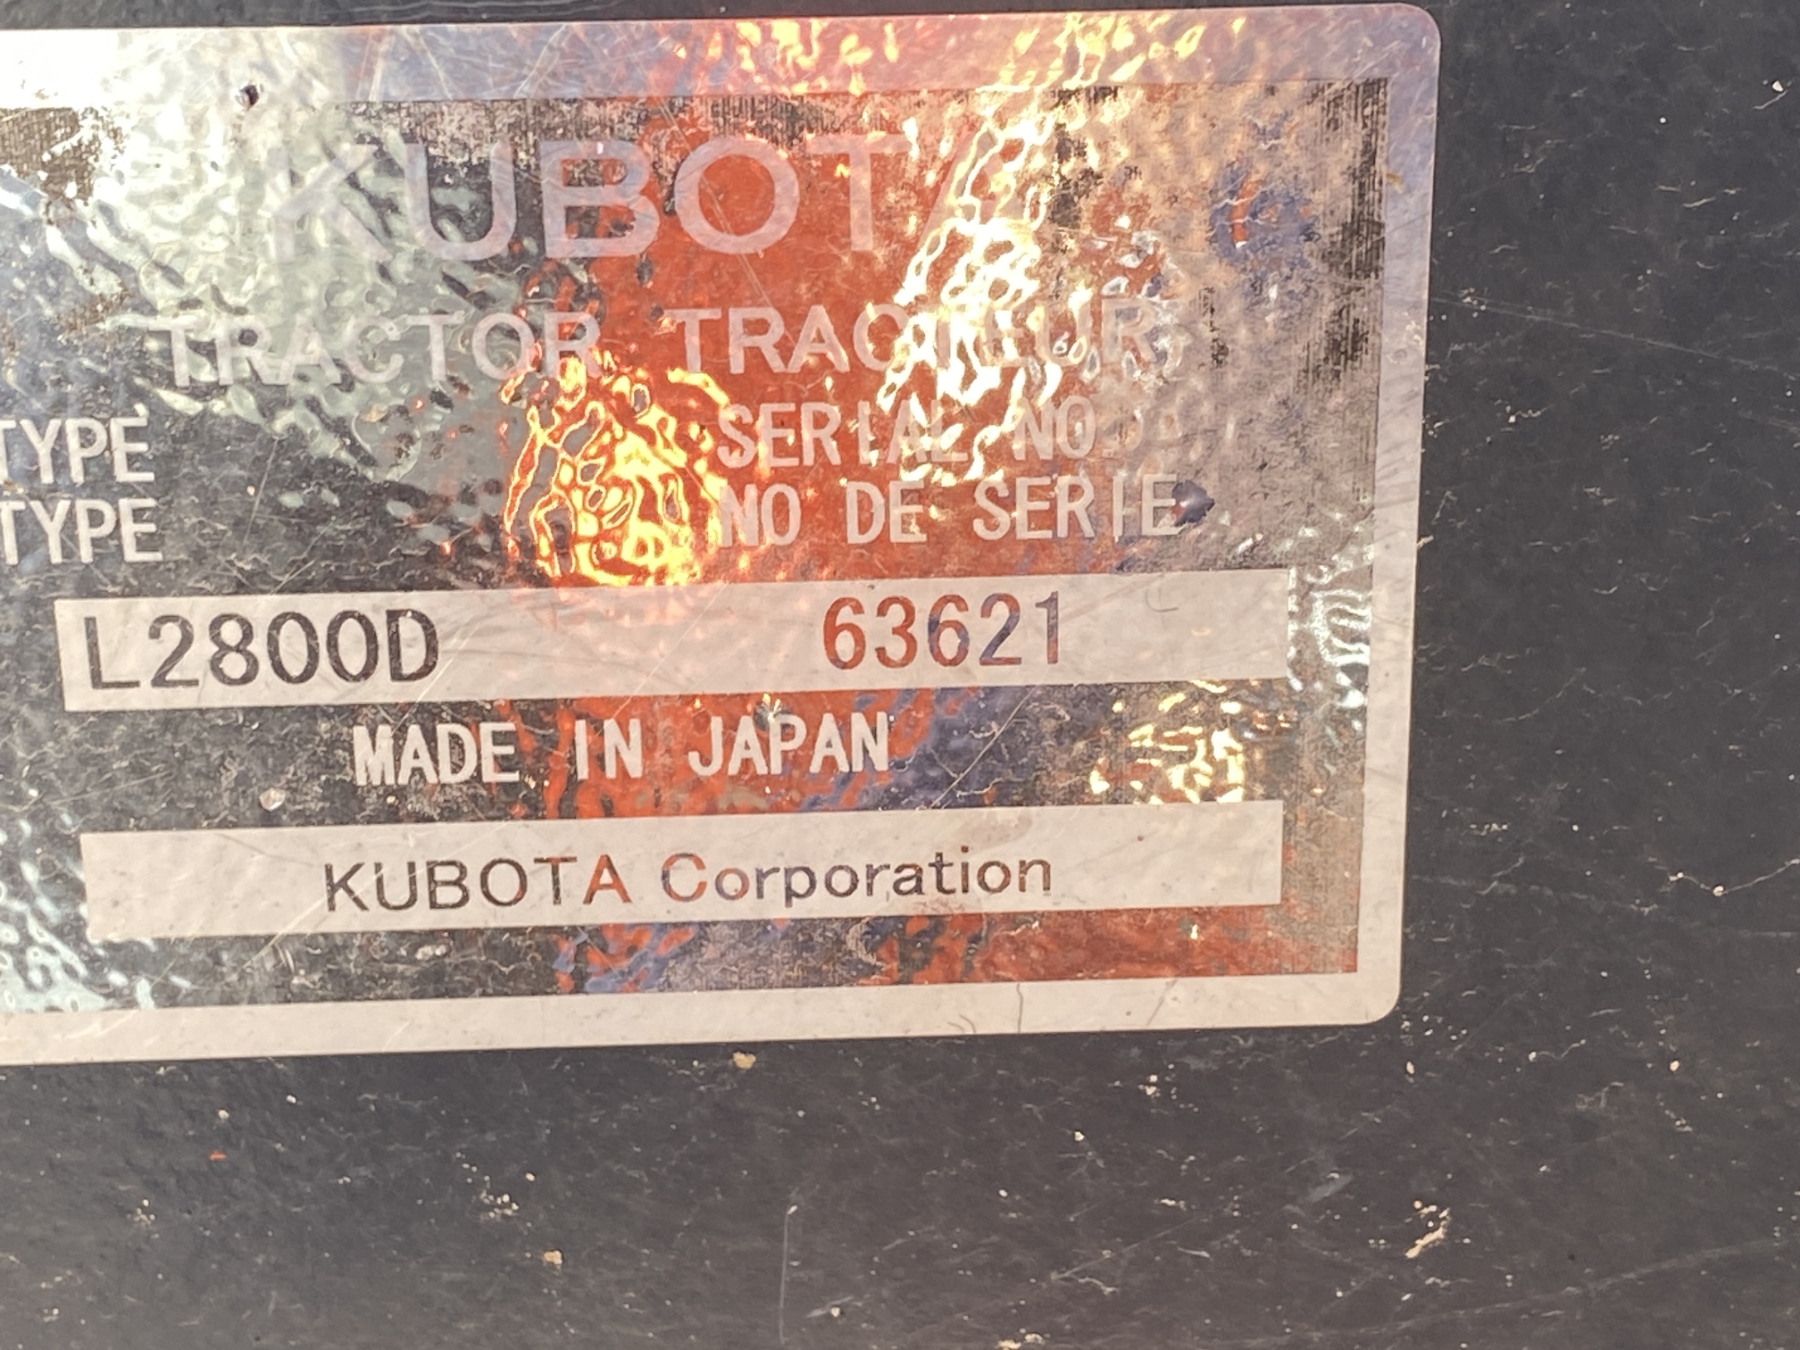 KUBOTA
TRACTOR TRACTEUR
TYPE SERIAL NO.
TYPE NO DE SERIE
L2800D 63621
MADE IN JAPAN
KUBOTA Corporation